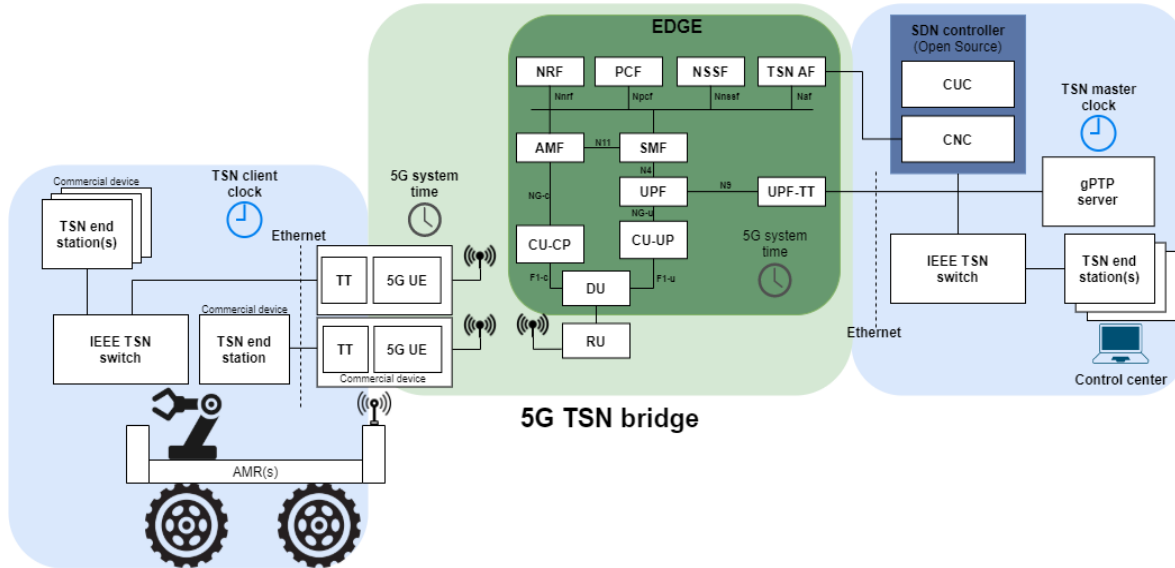 EDGE
SDN controller
(Open Source)
NRF
PCF
NSSF
TSN AF
CUC
Nnrf
Npcf
Nnssf
Naf
TSN master
clock
CNC
AMF
N11
SMF
N4
Commercial device
TSN client
clock
5G system
time
UPF
N9
UPF-TT
gPTP
server
NG-c
NG-u
TSN end
station(s)
Ethernet
CU-CP
CU-UP
5G system
time
IEEE TSN
switch
TSN end
station(s)
TT
5G UE
F1-c
F1-u
DU
Commercial device
IEEE TSN
switch
TSN end
station
TT
5G UE
RU
Ethernet
Commercial device
Control center
5G TSN bridge
AMR(s)